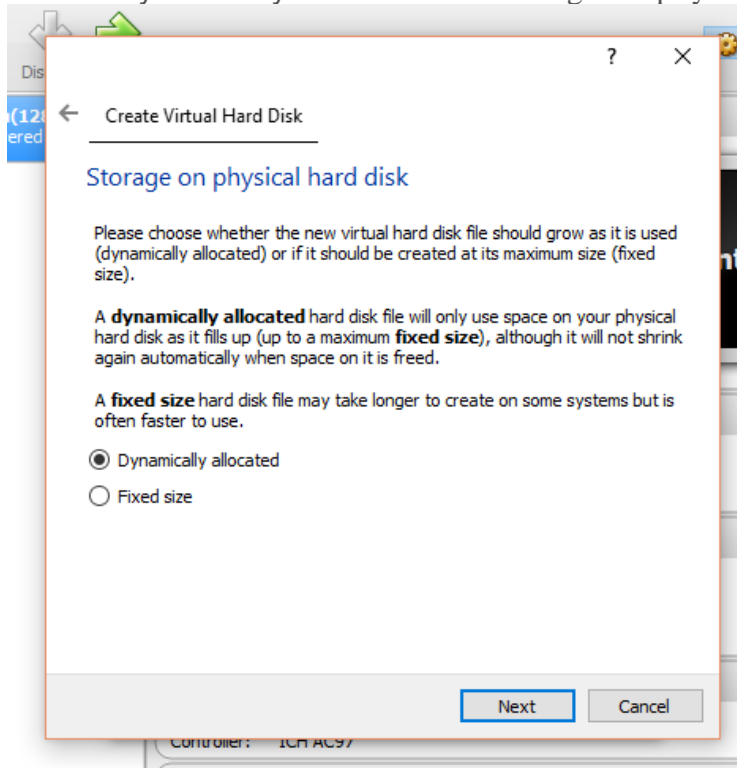 Dis
(128
ered
?
Create Virtual Hard Disk
Storage on physical hard disk
Please choose whether the new virtual hard disk file should grow as it is used
(dynamically allocated) or if it should be created at its maximum size (fixed
size).
A dynamically allocated hard disk file will only use space on your physical
hard disk as it fills up (up to a maximum fixed size), although it will not shrink
again automatically when space on it is freed.
A fixed size hard disk file may take longer to create on some systems but is
often faster to use.
Dynamically allocated
Fixed size
Next Cancel
Controller: ICH AC97